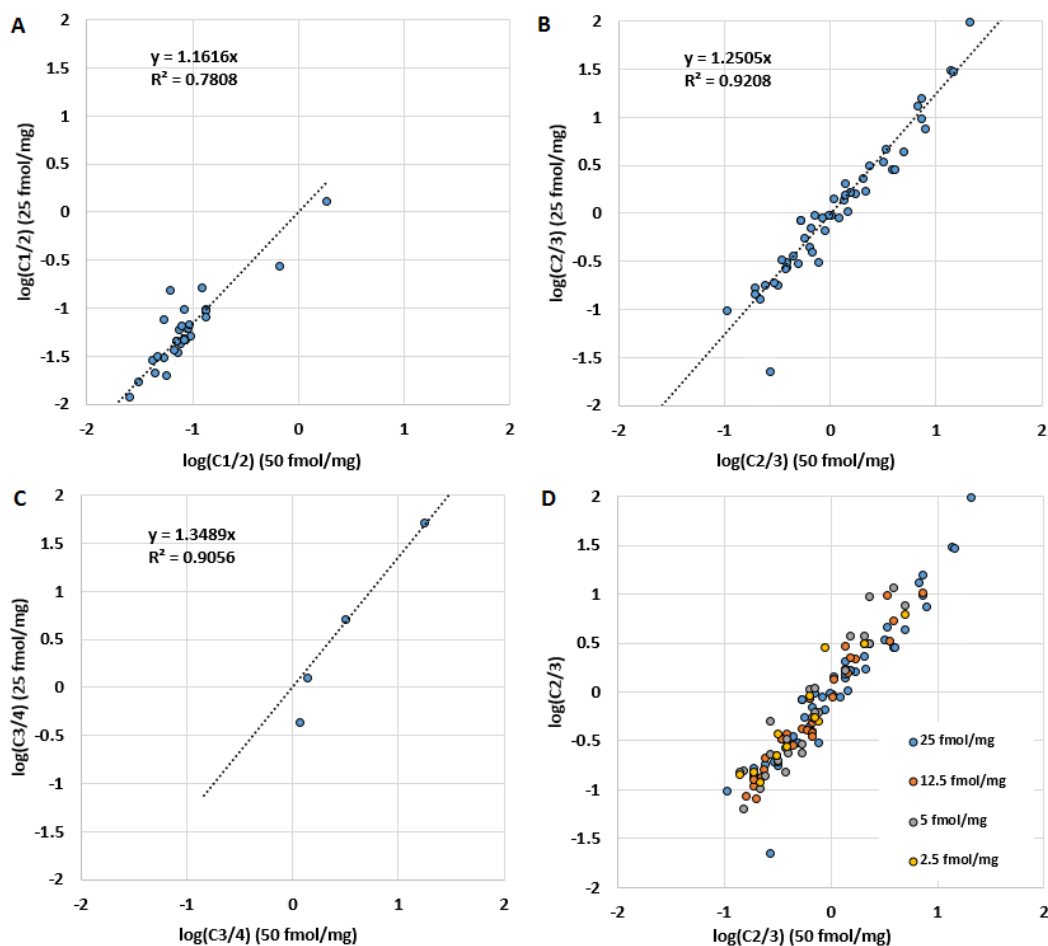 A
2
1.5
1
0.5
0
-0.5
-1
-1.5
-2
-2
-1
0
1
2
y = 1.1616x
R² = 0.7808
log(C1/2) (25 fmol/mg)
log(C1/2) (50 fmol/mg)
B
2
1.5
1
0.5
0
-0.5
-1
-1.5
-2
-2
-1
0
1
2
y = 1.2505x
R² = 0.9208
log(C2/3) (25 fmol/mg)
log(C2/3) (50 fmol/mg)
C
2
1.5
1
0.5
0
-0.5
-1
-1.5
-2
-2
-1
0
1
2
y = 1.3489x
R² = 0.9056
log(C3/4) (25 fmol/mg)
log(C3/4) (50 fmol/mg)
D
2
1.5
1
0.5
0
-0.5
-1
-1.5
-2
-2
-1
0
1
2
log(C2/3)
log(C2/3) (50 fmol/mg)
25 fmol/mg
12.5 fmol/mg
5 fmol/mg
2.5 fmol/mg